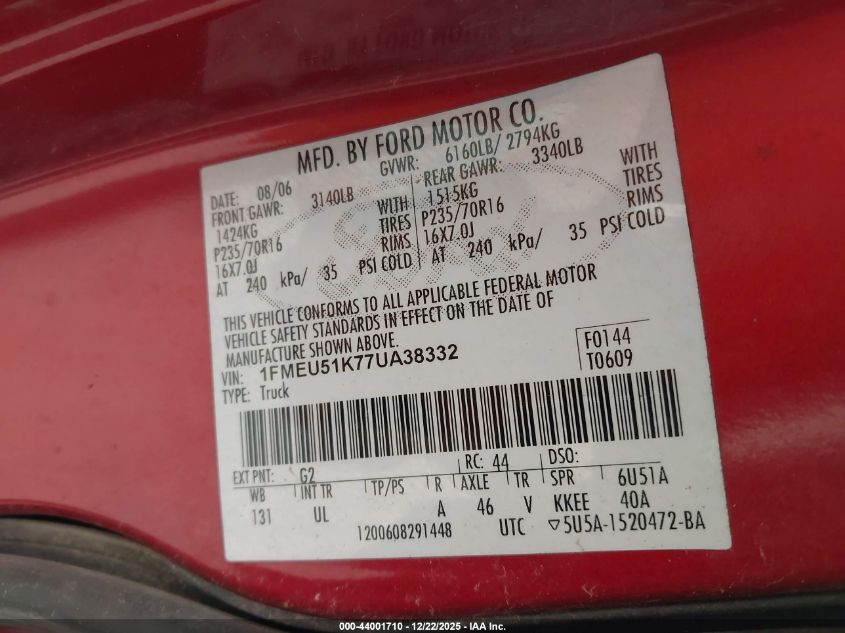 MFD. BY FORD MOTOR CO.
DATE: 08/06 GVWR: 6160LB/ 2794KG
FRONT GAWR: 3140LB REAR GAWR: 3340LB
1424KG WITH 1515KG WITH
P235/70R16 TIRES P235/70R16 TIRES
16X7.0J RIMS 16X7.0J RIMS
AT 240 kPa/ 35 PSI COLD AT 240 kPa/ 35 PSI COLD
THIS VEHICLE CONFORMS TO ALL APPLICABLE FEDERAL MOTOR
VEHICLE SAFETY STANDARDS IN EFFECT ON THE DATE OF
MANUFACTURE SHOWN ABOVE.
VIN: 1FMEU51K77UA38332 F0144
TYPE: Truck T0609
EXT PNT: G2 RC: 44 DSO:
WB INT TR TP/PS R AXLE TR SPR 6U51A
131 UL A 46 V KKEE 40A
1200608291448 UTC ▽5U5A-1520472-BA
000-44001710 - 12/22/2025 - IAA Inc.